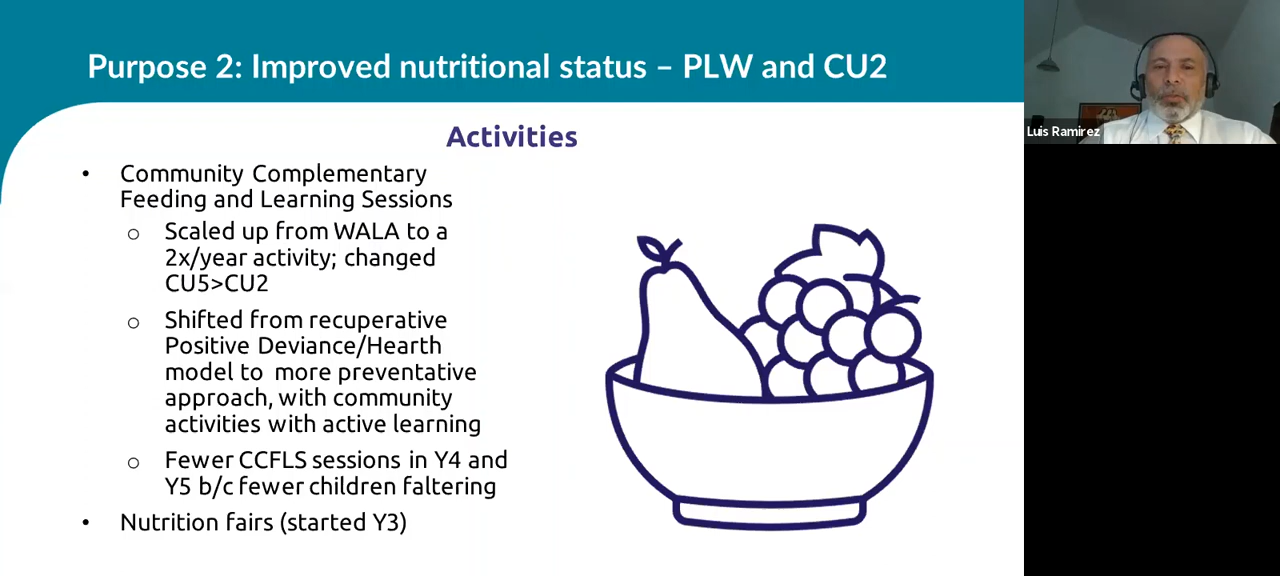 Purpose 2: Improved nutritional status – PLW and CU2
Luis Ramirez
Activities
• Community Complementary
Feeding and Learning Sessions
o Scaled up from WALA to a
2x/year activity; changed
CU5>CU2
o Shifted from recuperative
Positive Deviance/Hearth
model to more preventative
approach, with community
activities with active learning
o Fewer CCFLS sessions in Y4 and
Y5 b/c fewer children faltering
• Nutrition fairs (started Y3)